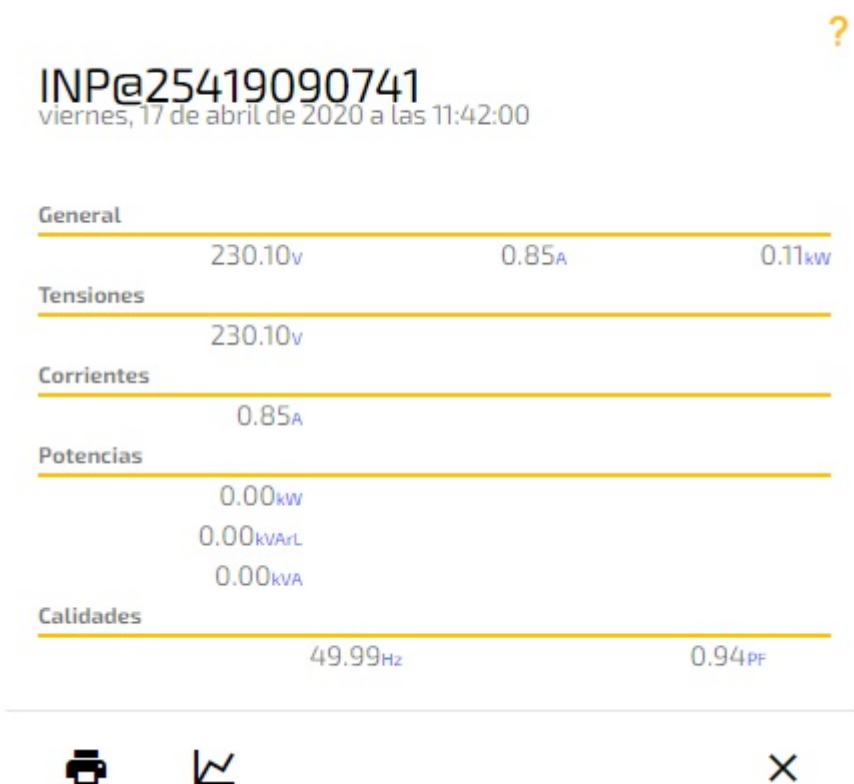 ?
INP@25419090741
viernes, 17 de abril de 2020 a las 11:42:00
General
230.10V 0.85A 0.11kW
Tensiones
230.10V
Corrientes
0.85A
Potencias
0.00kW
0.00kVArL
0.00kVA
Calidades
49.99Hz 0.94PF